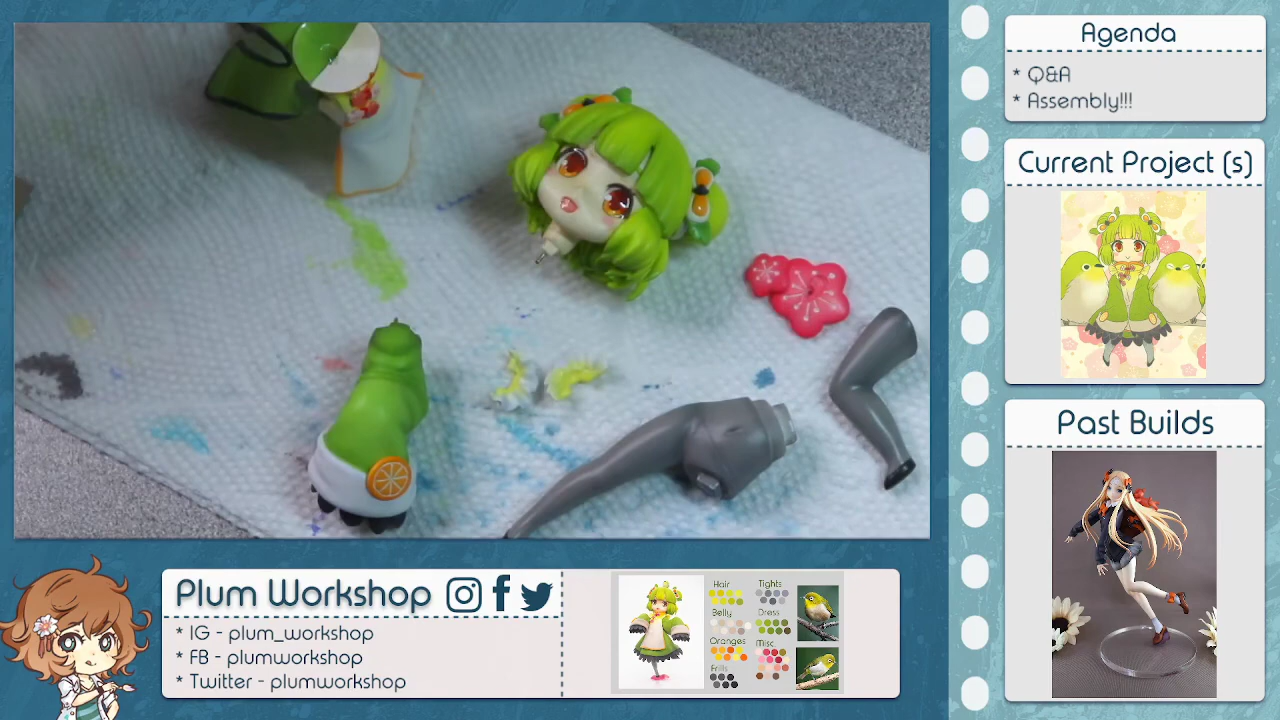 Agenda
* Q&A
* Assembly!!!
Current Project (s)
Past Builds
Plum Workshop
* IG - plum_workshop
* FB - plumworkshop
* Twitter - plumworkshop
Hair
Tights
Belly
Dress
Oranges
Misc.
Frills